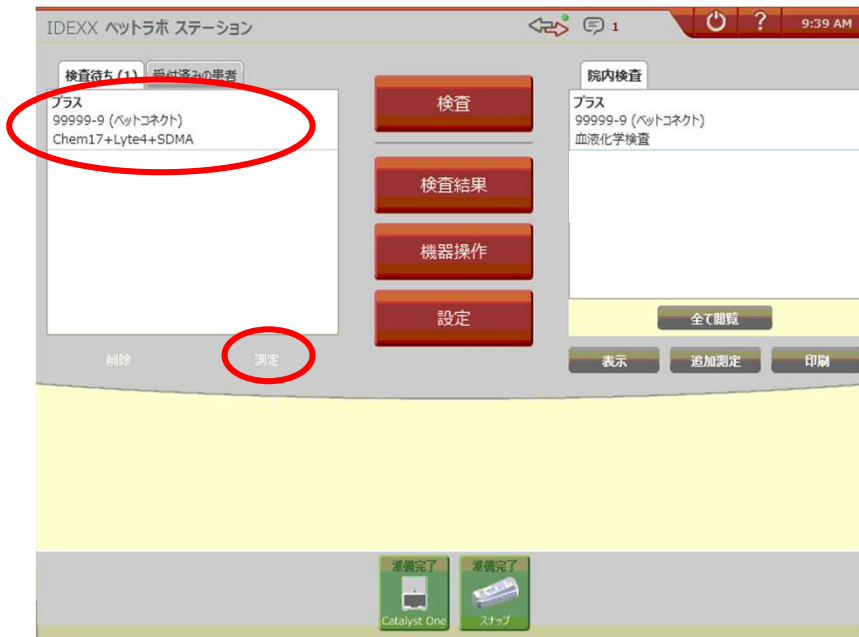 IDEXX ベットラボ ステーション
1
?
9:39 AM
検査待ち (1)
受付済みの患者
プラス
99999-9 (ペットコネクト)
Chem17+Lyte4+SDMA
削除
測定
検査
検査結果
機器操作
設定
院内検査
プラス
99999-9 (ペットコネクト)
血液化学検査
全て閲覧
表示
追加測定
印刷
準備完了
Catalyst One
準備完了
スナップ